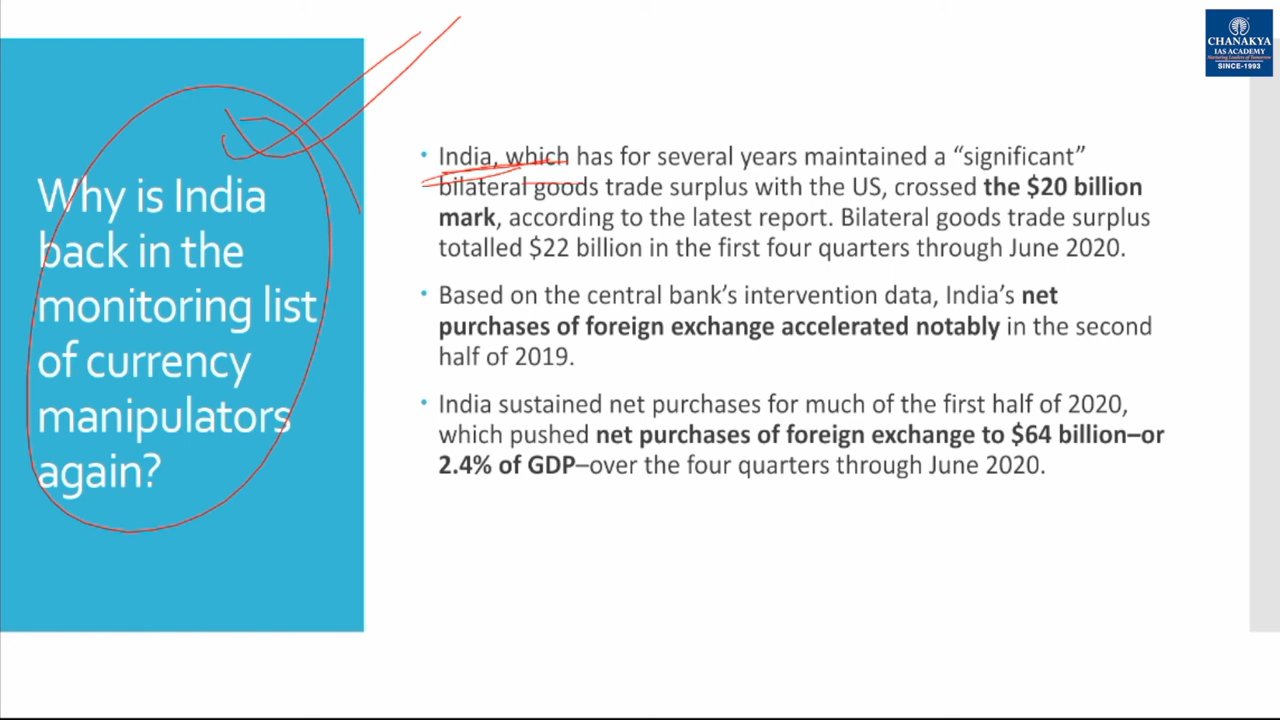 CHANAKYA
IAS ACADEMY
Nurturing Leaders of Tomorrow
SINCE-1993
Why is India
back in the
monitoring list
of currency
manipulators
again?
• India, which has for several years maintained a “significant”
bilateral goods trade surplus with the US, crossed the $20 billion
mark, according to the latest report. Bilateral goods trade surplus
totalled $22 billion in the first four quarters through June 2020.
• Based on the central bank’s intervention data, India’s net
purchases of foreign exchange accelerated notably in the second
half of 2019.
• India sustained net purchases for much of the first half of 2020,
which pushed net purchases of foreign exchange to $64 billion–or
2.4% of GDP–over the four quarters through June 2020.